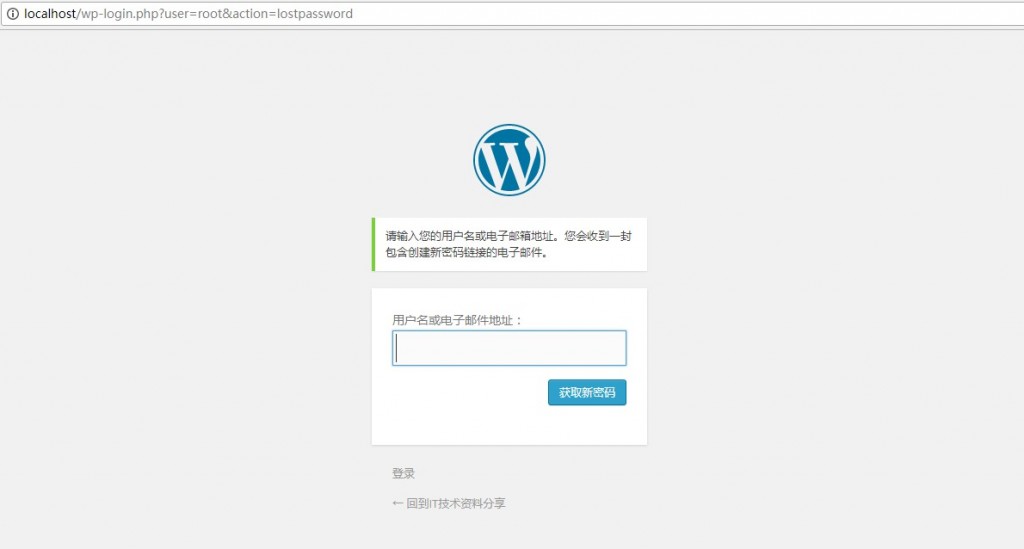 localhost/wp-login.php?user=root&action=lostpassword
请输入您的用户名或电子邮箱地址。您会收到一封
包含创建新密码链接的电子邮件。
用户名或电子邮件地址：
获取新密码
登录
← 回到IT技术资料分享